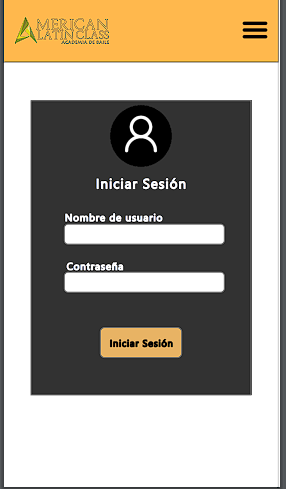 AMERICAN
LATIN CLASS
ACADEMIA DE BAILE
Iniciar Sesión
Nombre de usuario
Contraseña
Iniciar Sesión